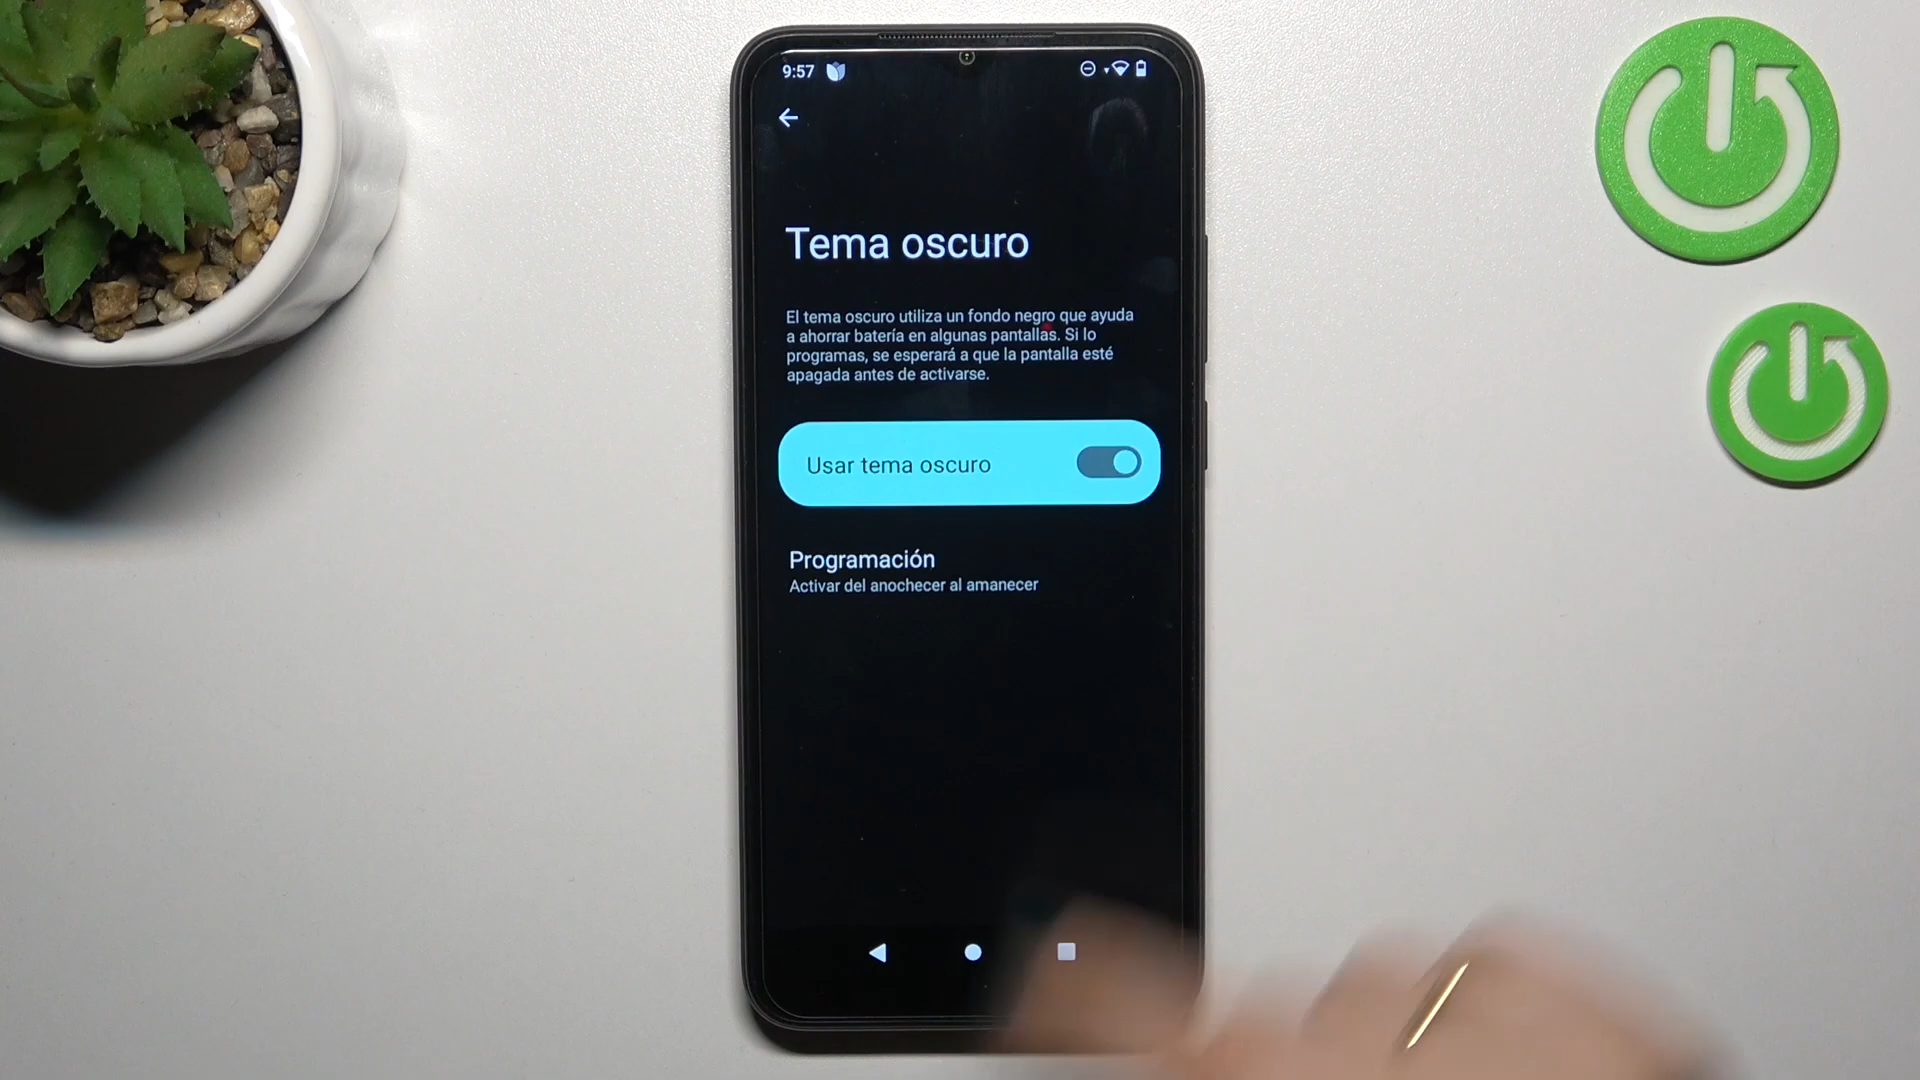 9:57
Tema oscuro
El tema oscuro utiliza un fondo negro que ayuda
a ahorrar batería en algunas pantallas. Si lo
programas, se esperará a que la pantalla esté
apagada antes de activarse.
Usar tema oscuro
Programación
Activar del anochecer al amanecer